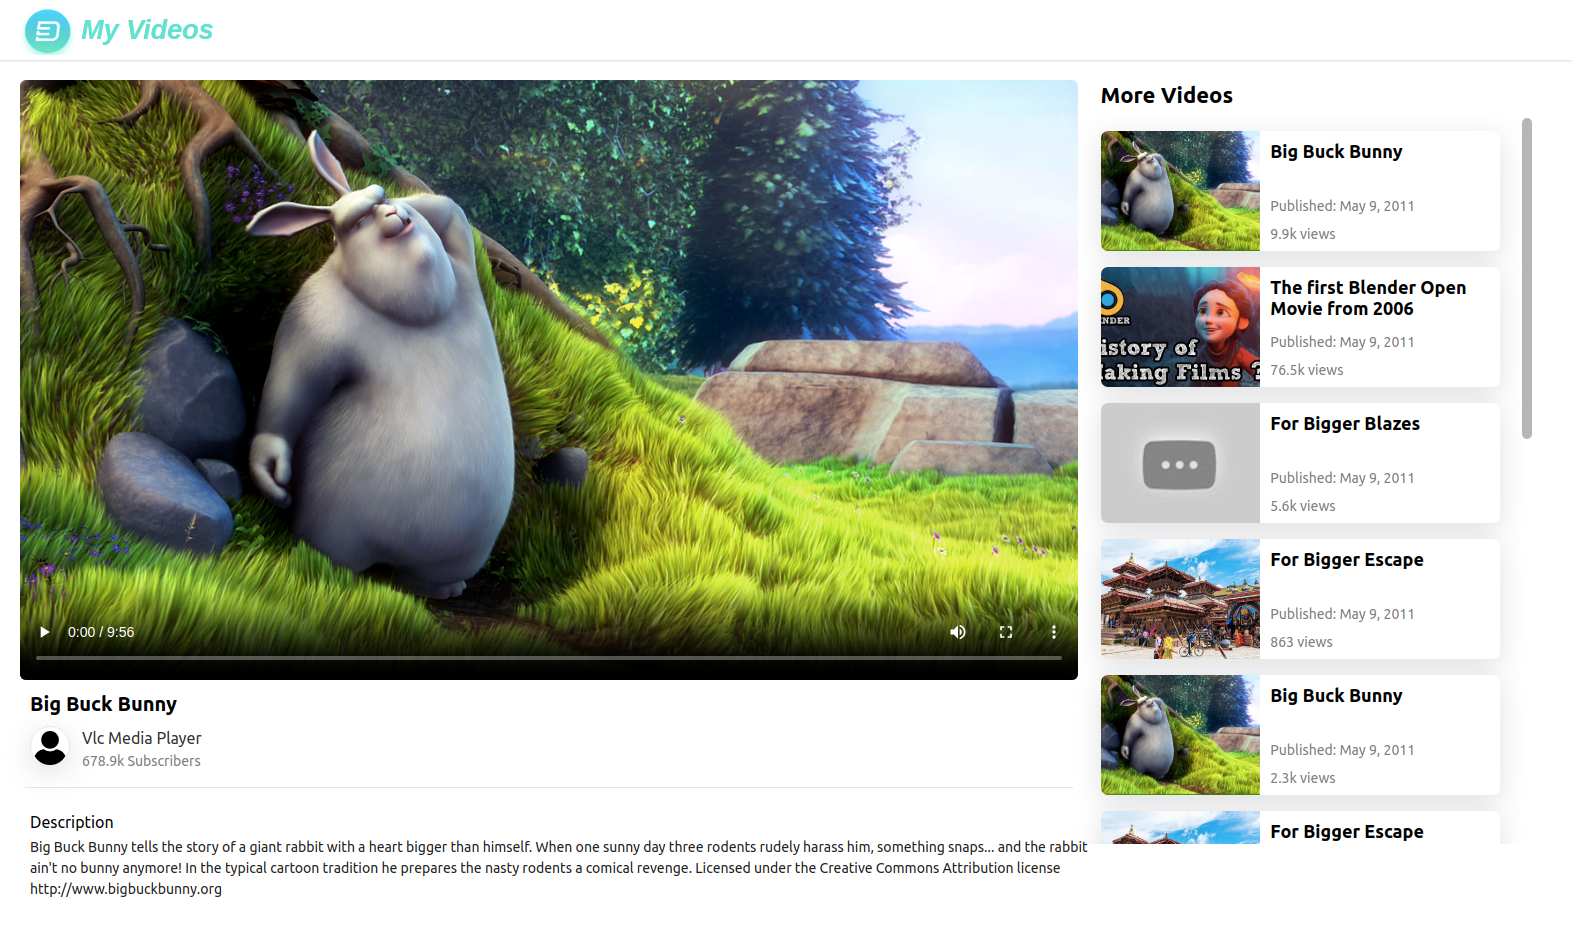 My Videos
0:00 / 9:56
Big Buck Bunny
Vlc Media Player
678.9k Subscribers
Description
Big Buck Bunny tells the story of a giant rabbit with a heart bigger than himself. When one sunny day three rodents rudely harass him, something snaps... and the rabbit
ain't no bunny anymore! In the typical cartoon tradition he prepares the nasty rodents a comical revenge. Licensed under the Creative Commons Attribution license
http://www.bigbuckbunny.org
More Videos
Big Buck Bunny
Published: May 9, 2011
9.9k views
NDER
istory of
aking Films ?
The first Blender Open
Movie from 2006
Published: May 9, 2011
76.5k views
For Bigger Blazes
Published: May 9, 2011
5.6k views
For Bigger Escape
Published: May 9, 2011
863 views
Big Buck Bunny
Published: May 9, 2011
2.3k views
For Bigger Escape